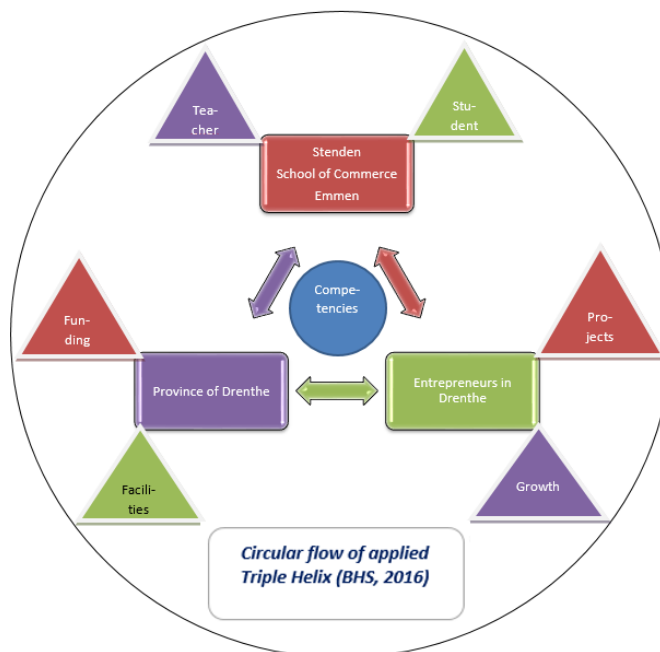 Tea-
cher
Stu-
dent
Stenden
School of Commerce
Emmen
Compe-
tencies
Fun-
ding
Pro-
jects
Province of Drenthe
Entrepreneurs in
Drenthe
Facili-
ties
Growth
Circular flow of applied
Triple Helix (BHS, 2016)